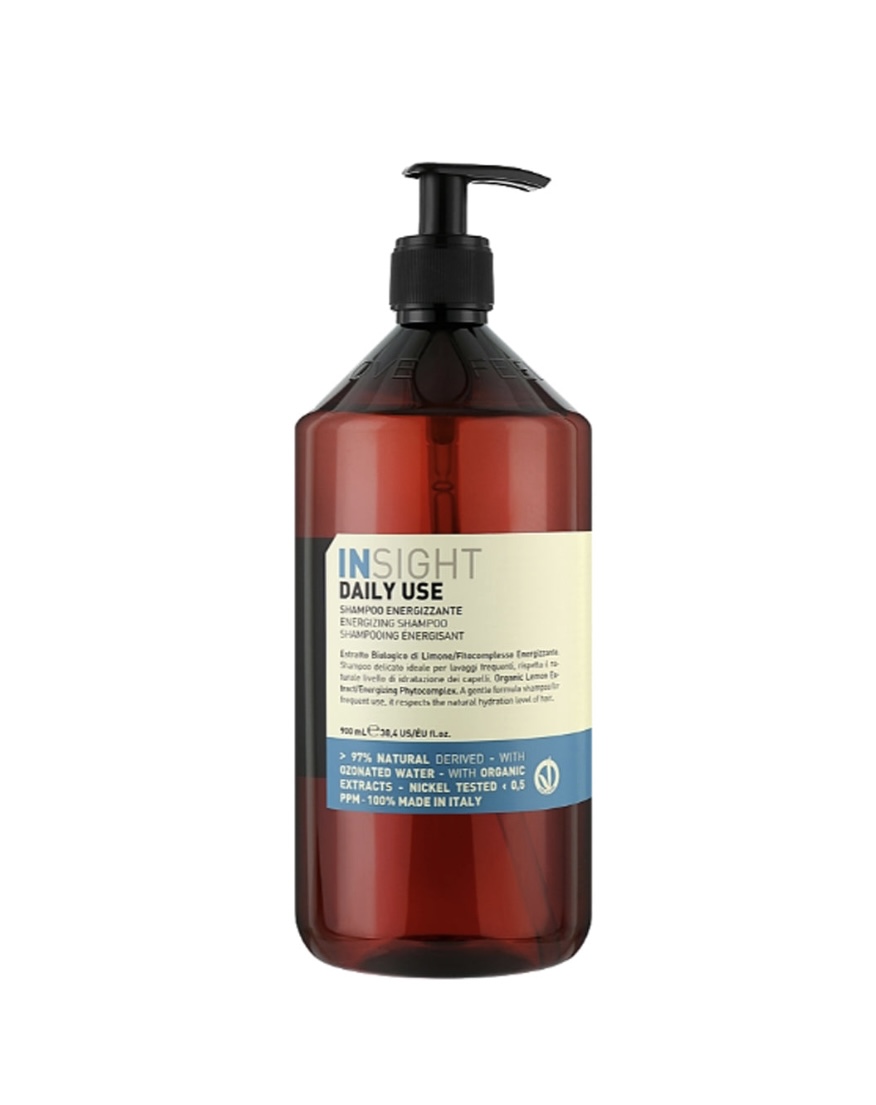 INSIGHT
DAILY USE
SHAMPOO ENERGIZZANTE
ENERGIZING SHAMPOO
SHAMPOOING ÉNERGISANT
Estratto Biologico di Limone/Fitocomplesso Energizzante.
Shampoo delicato ideale per lavaggi frequenti, rispetta il na-
turale livello di idratazione dei capelli. Organic Lemon Ex-
tract/Energizing Phytocomplex. A gentle formula shampoo for
frequent use, it respects the natural hydration level of hair.
900 mL ℮ 30,4 US/ÉU fl.oz.
> 97% NATURAL DERIVED - WITH
OZONATED WATER - WITH ORGANIC
EXTRACTS - NICKEL TESTED < 0,5
PPM - 100% MADE IN ITALY